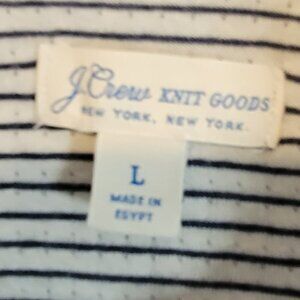 J.Crew KNIT GOODS
NEW YORK, NEW YORK.
L
MADE IN
EGYPT